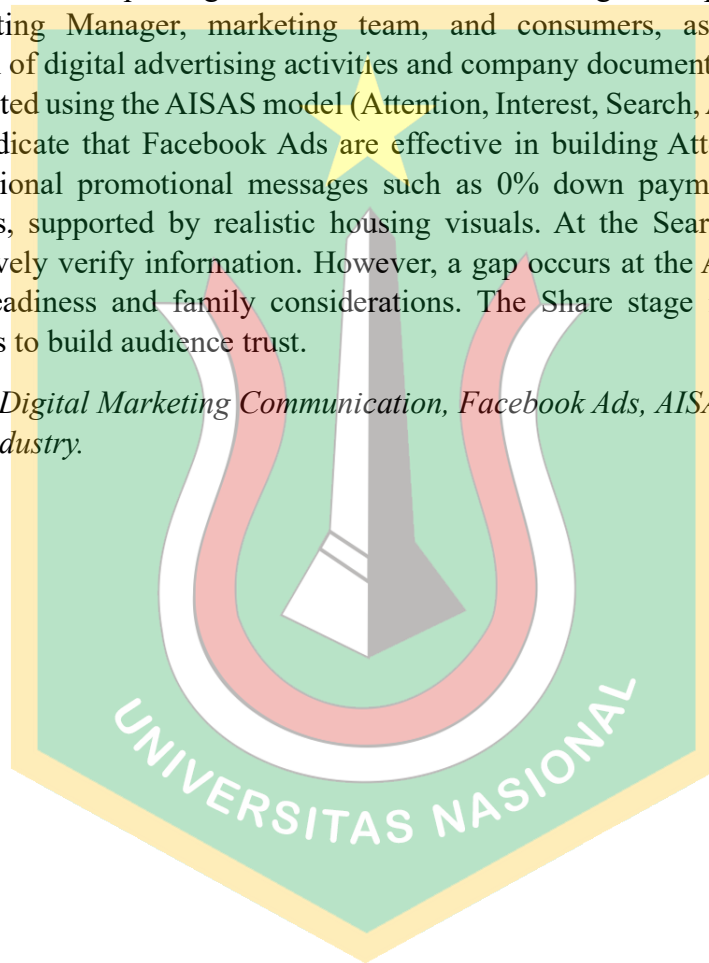 ting Manager, marketing team, and consumers, as
of digital advertising activities and company document
ted using the AISAS model (Attention, Interest, Search, A
dicate that Facebook Ads are effective in building Att
ional promotional messages such as 0% down paym
s, supported by realistic housing visuals. At the Sear
vely verify information. However, a gap occurs at the A
eadiness and family considerations. The Share stage
s to build audience trust.
Digital Marketing Communication, Facebook Ads, AISA
dustry.
UNIVERSITAS NASIONAL